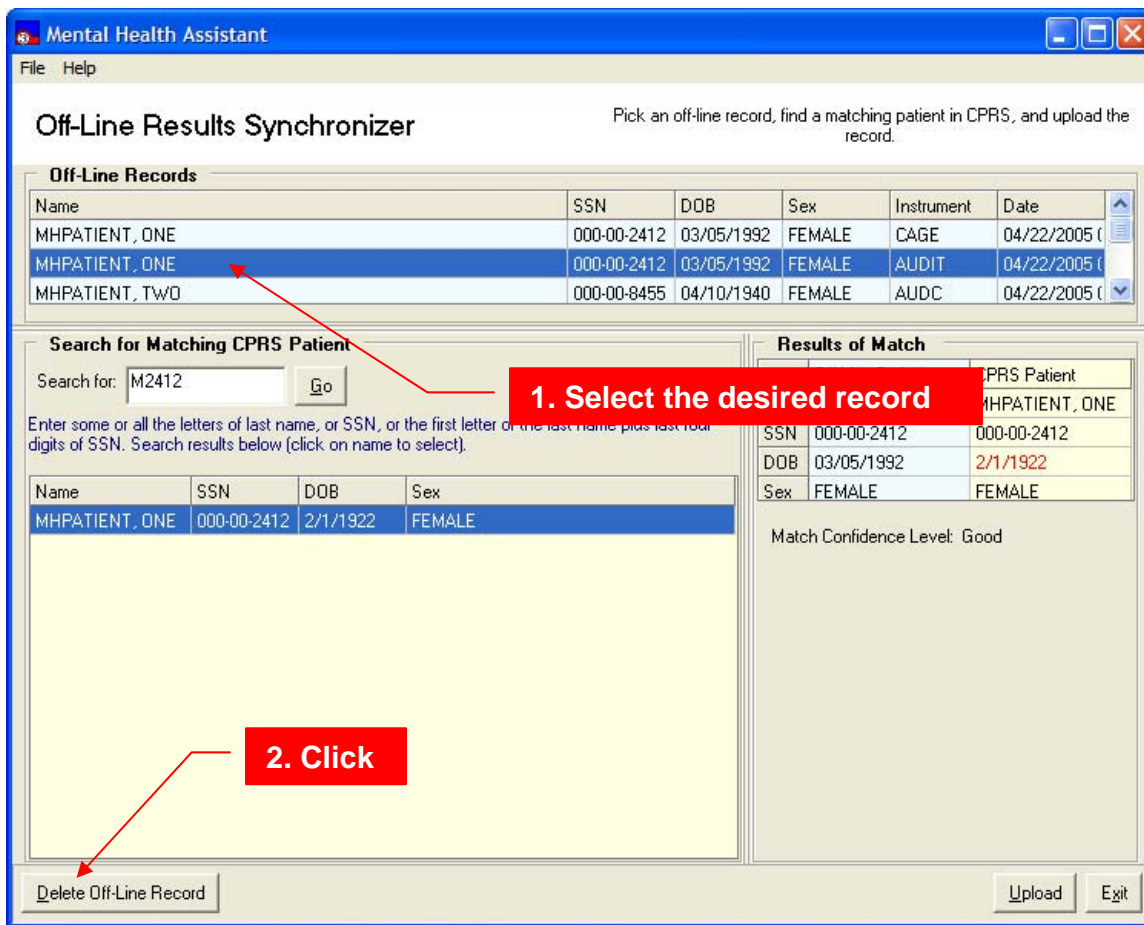 Mental Health Assistant
File Help
Off-Line Results Synchronizer
Pick an off-line record, find a matching patient in CPRS, and upload the
record.
Off-Line Records
Name SSN DOB Sex Instrument Date
MHPATIENT, ONE 000-00-2412 03/05/1992 FEMALE CAGE 04/22/2005 (
MHPATIENT, ONE 000-00-2412 03/05/1992 FEMALE AUDIT 04/22/2005 (
MHPATIENT, TWO 000-00-8455 04/10/1940 FEMALE AUDC 04/22/2005 (
Search for Matching CPRS Patient
Search for: M2412 Go
Enter some or all the letters of last name, or SSN, or the first letter of the last name plus last four
digits of SSN. Search results below (click on name to select).
Name SSN DOB Sex
MHPATIENT, ONE 000-00-2412 2/1/1922 FEMALE
1. Select the desired record
Results of Match
CPRS Patient
MHPATIENT, ONE
SSN 000-00-2412 000-00-2412
DOB 03/05/1992 2/1/1922
Sex FEMALE FEMALE
Match Confidence Level: Good
2. Click
Delete Off-Line Record Upload Exit